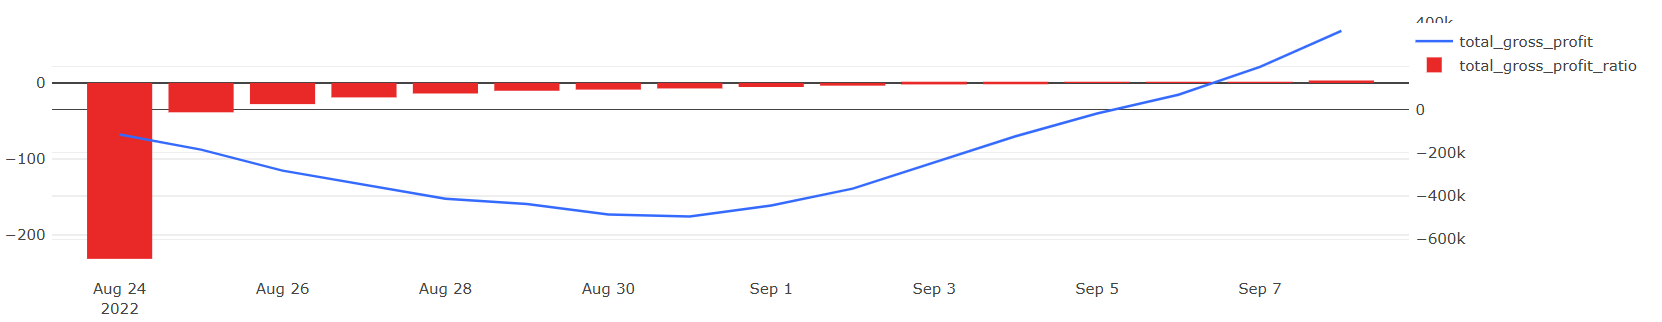 400k
total_gross_profit
total_gross_profit_ratio
0
0
−100
−200k
−400k
−200
−600k
Aug 24
2022
Aug 26
Aug 28
Aug 30
Sep 1
Sep 3
Sep 5
Sep 7